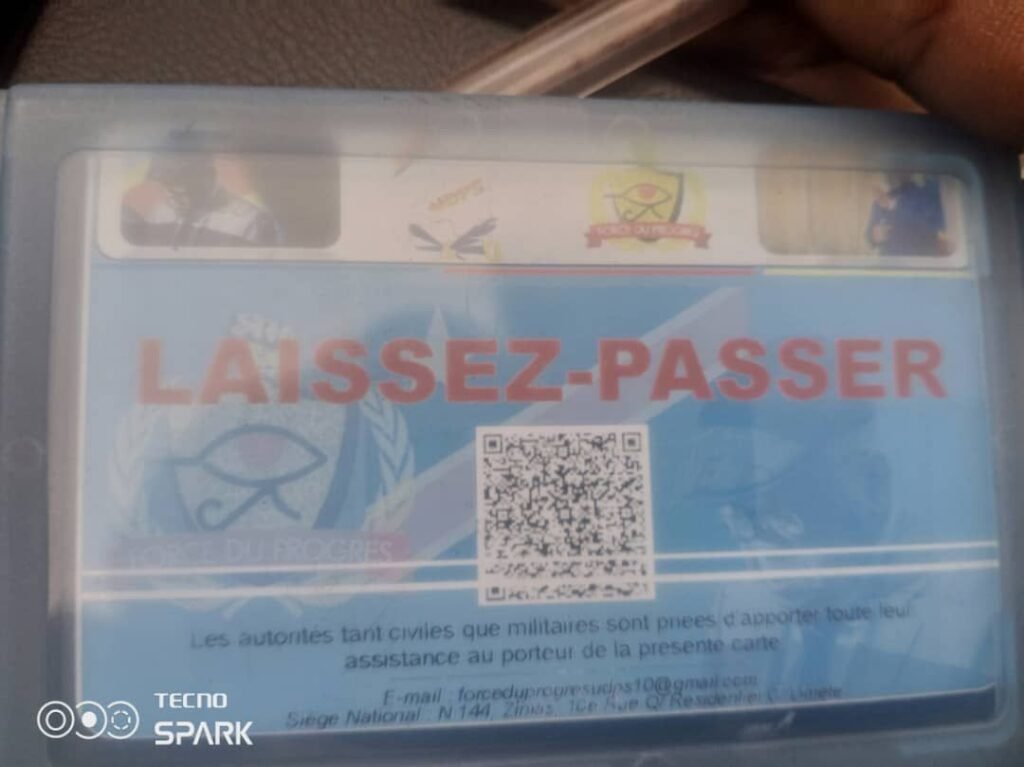 FORCE DU PROGRES
LAISSEZ-PASSER
FORCE DU PROGRES
Les autorités tant civiles que militaires sont priées d'apporter toute leur
assistance au porteur de la présente carte
E-mail : forceduprogresudps10@gmail.com
Siège National : N 144, Zinias, 10e Rue Q/ Résidentiel C. Limete
TECNO
SPARK